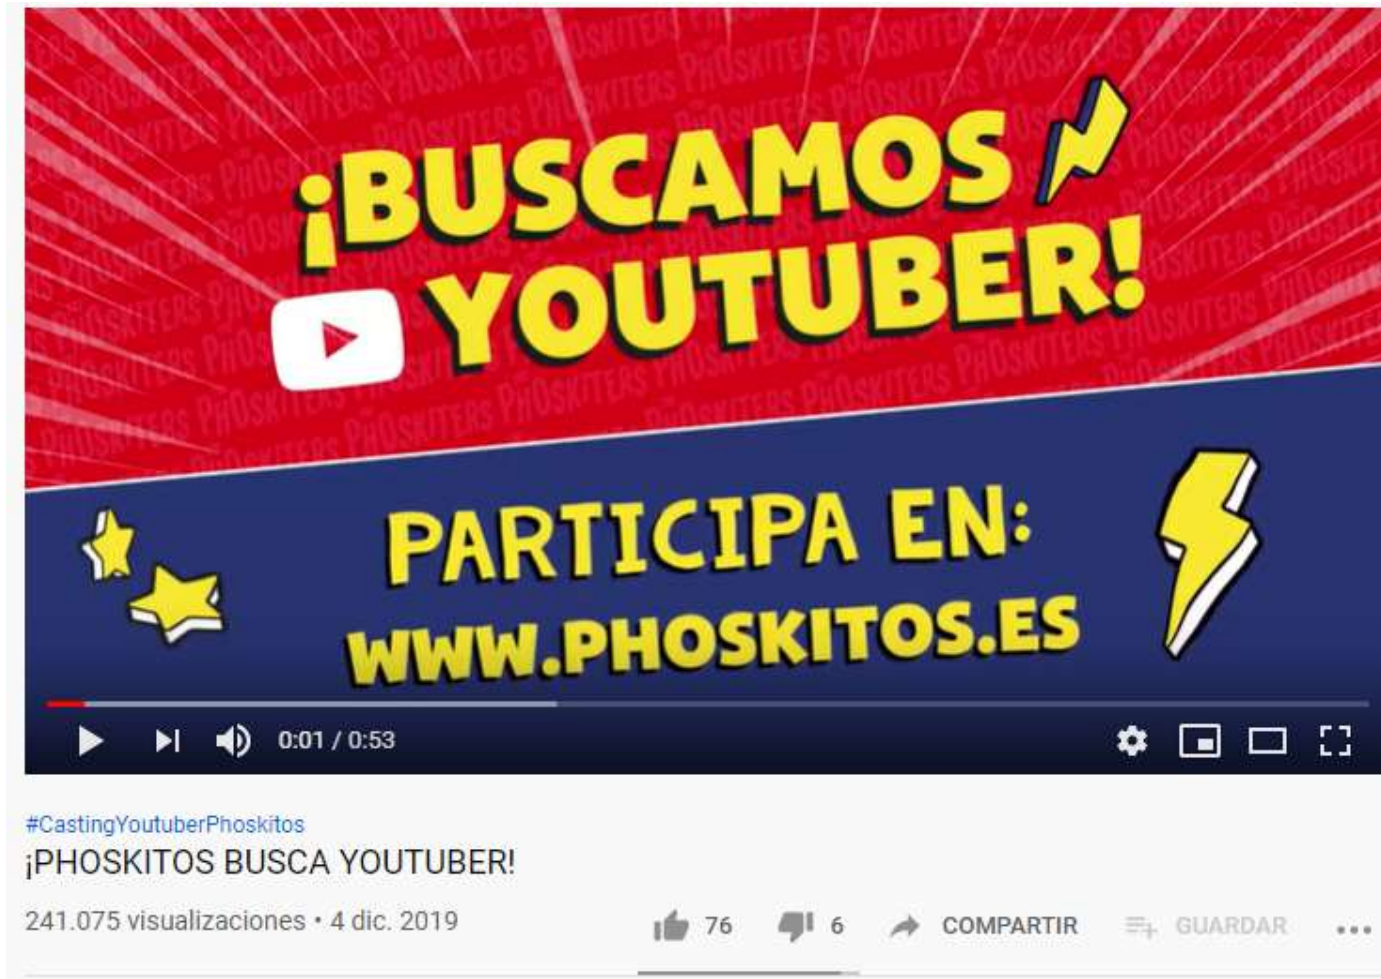 ¡BUSCAMOS
YOUTUBER!
PARTICIPA EN:
WWW.PHOSKITOS.ES
0:01 / 0:53
#CastingYoutuberPhoskitos
¡PHOSKITOS BUSCA YOUTUBER!
241.075 visualizaciones • 4 dic. 2019
76 6 COMPARTIR GUARDAR